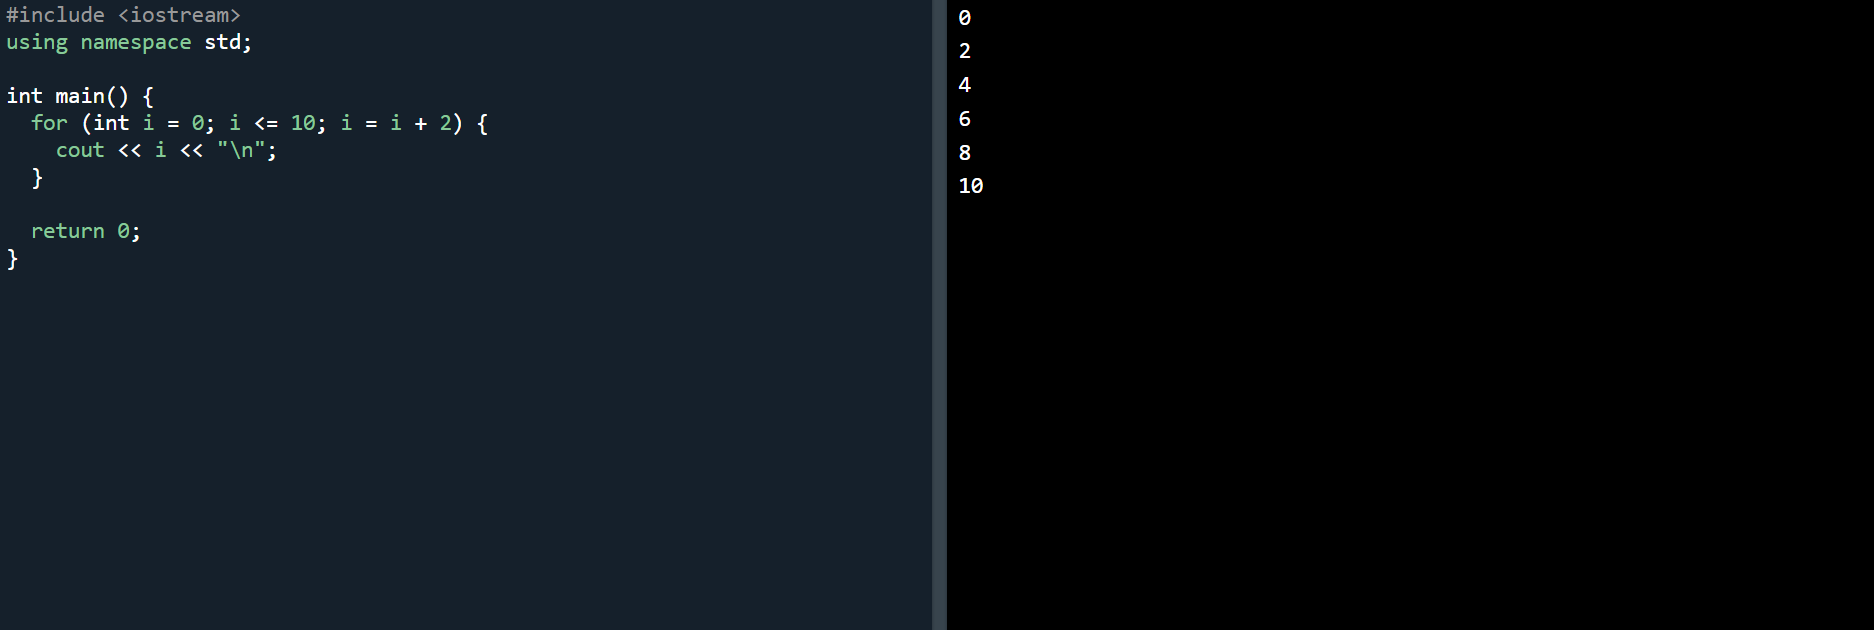 #include <iostream>
using namespace std;
int main() {
  for (int i = 0; i <= 10; i = i + 2) {
    cout << i << "\n";
  }
  return 0;
}
0
2
4
6
8
10